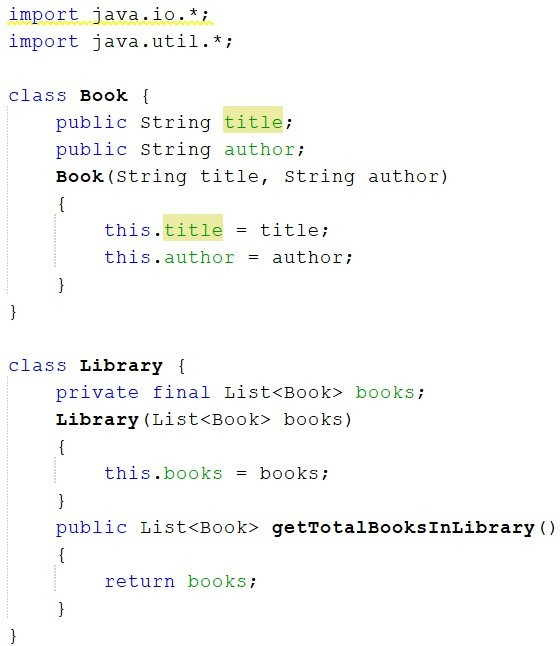 import java.io.*;
import java.util.*;
class Book {
public String title;
public String author;
Book(String title, String author)
{
this.title = title;
this.author = author;
}
}
class Library {
private final List<Book> books;
Library(List<Book> books)
{
this.books = books;
}
public List<Book> getTotalBooksInLibrary()
{
return books;
}
}